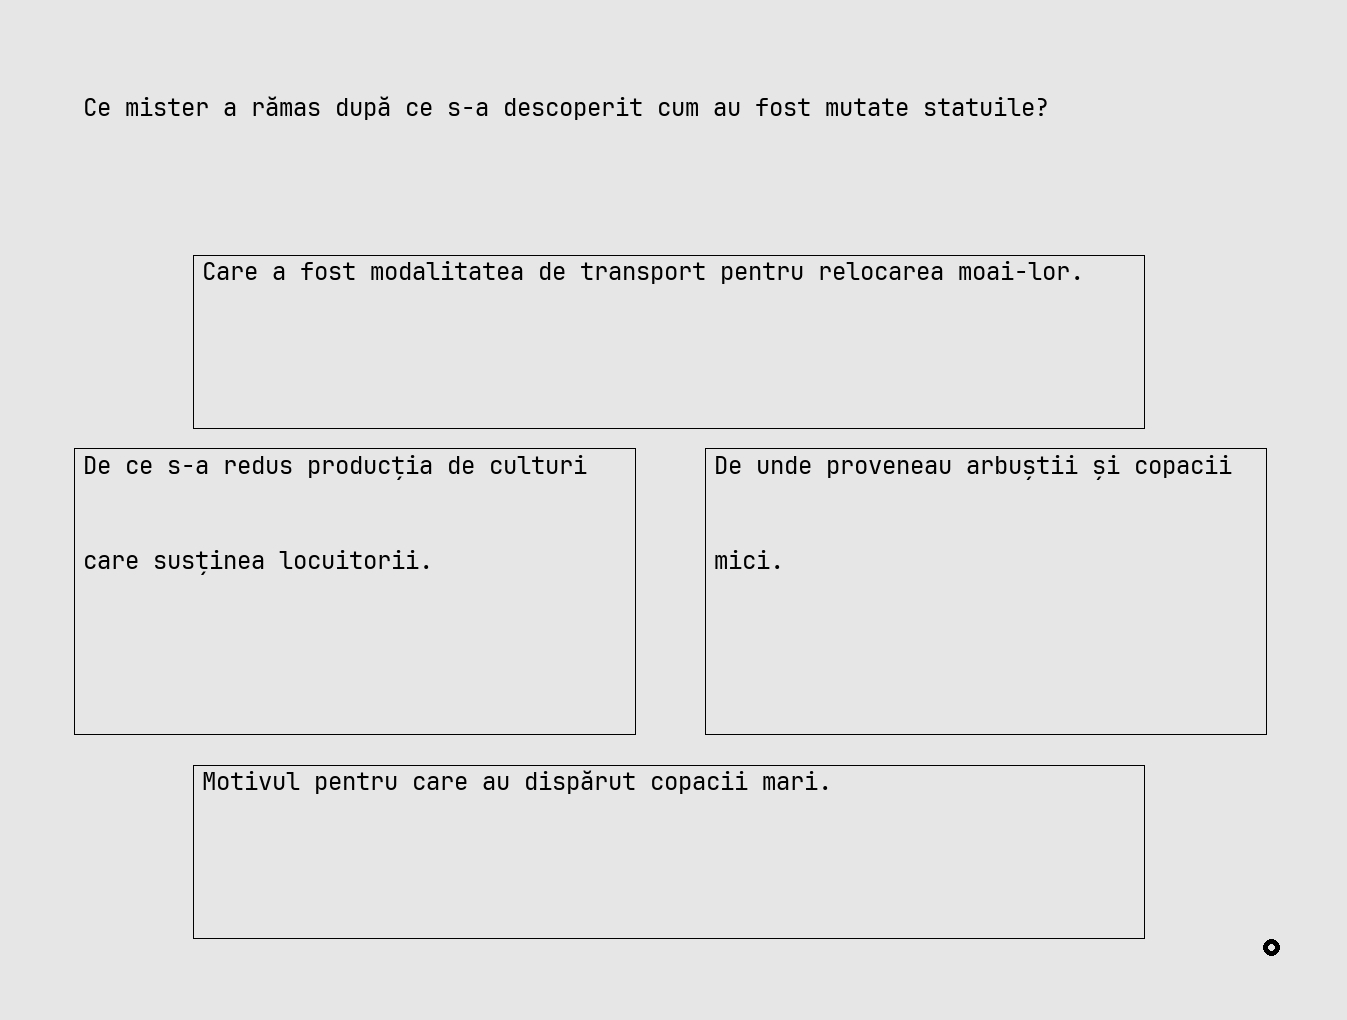 Ce mister a rămas după ce s-a descoperit cum au fost mutate statuile?
Care a fost modalitatea de transport pentru relocarea moai-lor.
De ce s-a redus producția de culturi
care susținea locuitorii.
De unde proveneau arbuștii și copacii
mici.
Motivul pentru care au dispărut copacii mari.